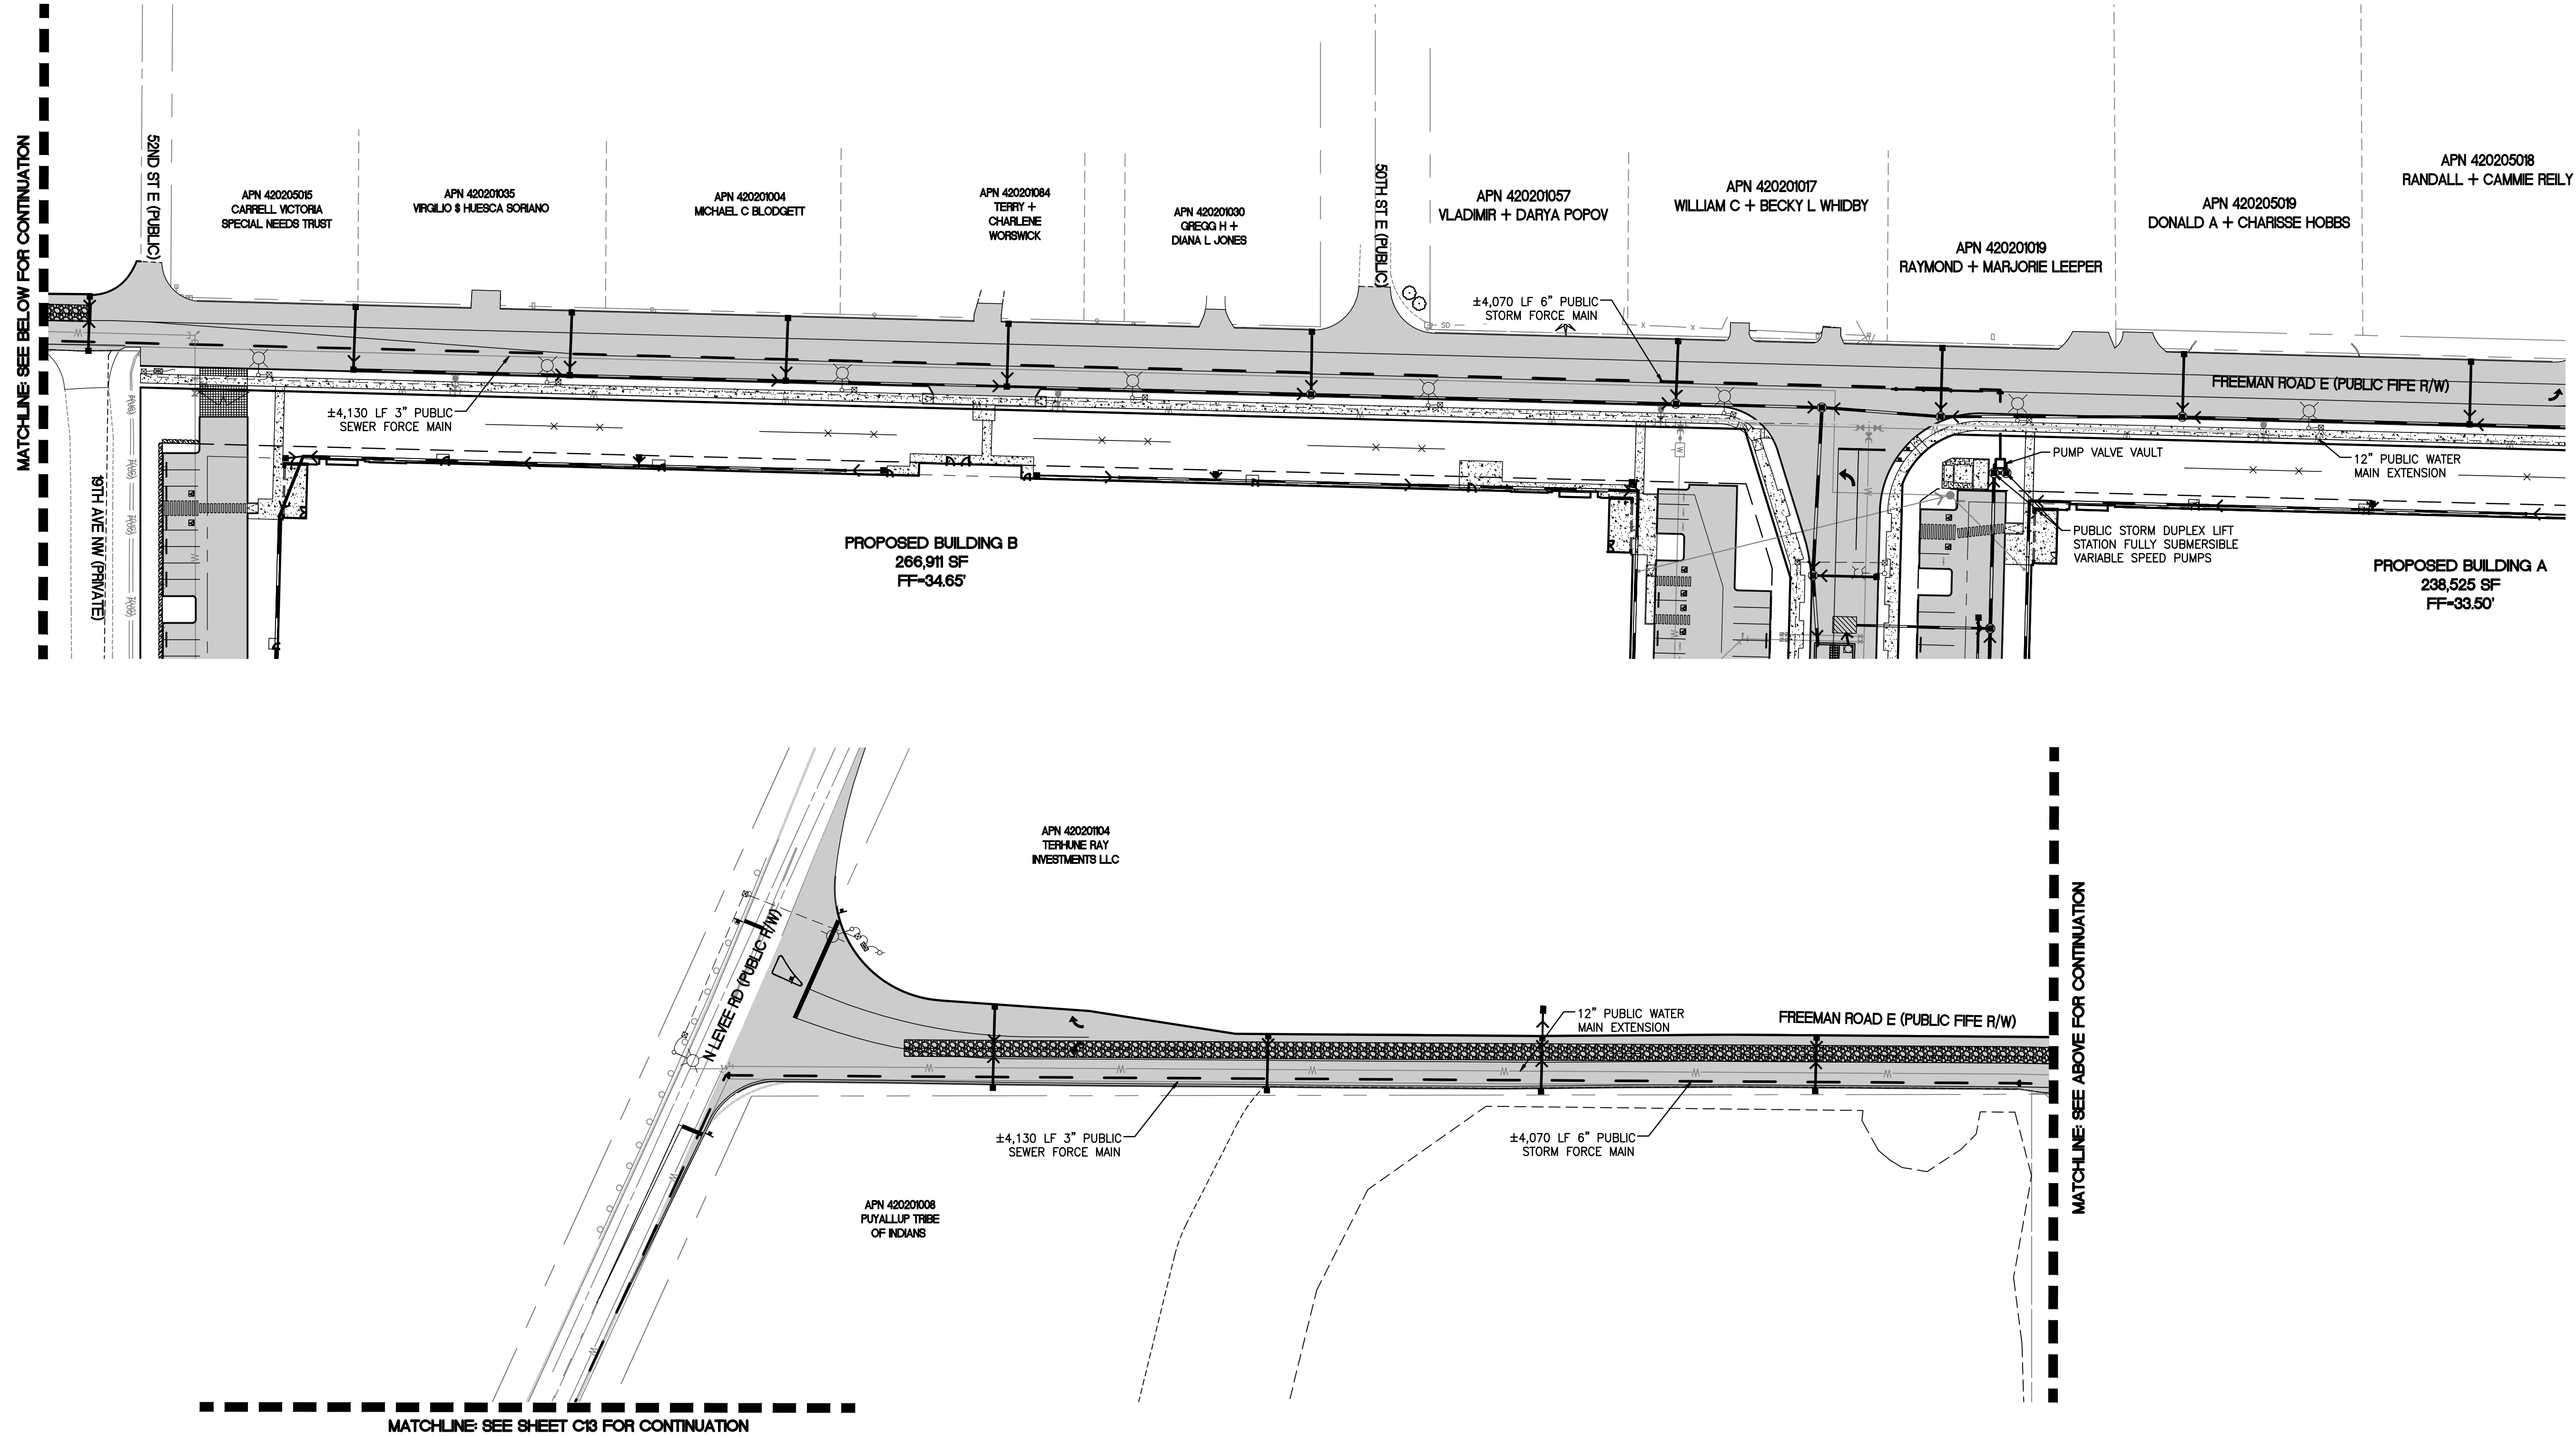 MATCHLINE: SEE BELOW FOR CONTINUATION
52ND ST E (PUBLIC)
19TH AVE NW (PRIVATE)
APN 420205015
CARRELL VICTORIA
SPECIAL NEEDS TRUST
APN 420201035
VIRGILIO $ HUESCA SORIANO
APN 420201004
MICHAEL C BLODGETT
APN 420201084
TERRY +
CHARLENE
WORSWICK
APN 420201030
GREGG H +
DIANA L JONES
50TH ST E (PUBLIC)
APN 420201057
VLADIMIR + DARYA POPOV
APN 420201017
WILLIAM C + BECKY L WHIDBY
APN 420201019
RAYMOND + MARJORIE LEEPER
APN 420205019
DONALD A + CHARISSE HOBBS
APN 420205018
RANDALL + CAMMIE REILY
±4,070 LF 6" PUBLIC
STORM FORCE MAIN
SD
FREEMAN ROAD E (PUBLIC FIFE R/W)
±4,130 LF 3" PUBLIC
SEWER FORCE MAIN
PUMP VALVE VAULT
12" PUBLIC WATER
MAIN EXTENSION
PUBLIC STORM DUPLEX LIFT
STATION FULLY SUBMERSIBLE
VARIABLE SPEED PUMPS
PROPOSED BUILDING B
266,911 SF
FF=34.65'
PROPOSED BUILDING A
238,525 SF
FF=33.50'
APN 420201104
TERHUNE RAY
INVESTMENTS LLC
N LEVEE RD (PUBLIC R/W)
12" PUBLIC WATER
MAIN EXTENSION
FREEMAN ROAD E (PUBLIC FIFE R/W)
±4,130 LF 3" PUBLIC
SEWER FORCE MAIN
±4,070 LF 6" PUBLIC
STORM FORCE MAIN
APN 420201008
PUYALLUP TRIBE
OF INDIANS
MATCHLINE: SEE ABOVE FOR CONTINUATION
MATCHLINE: SEE SHEET C13 FOR CONTINUATION